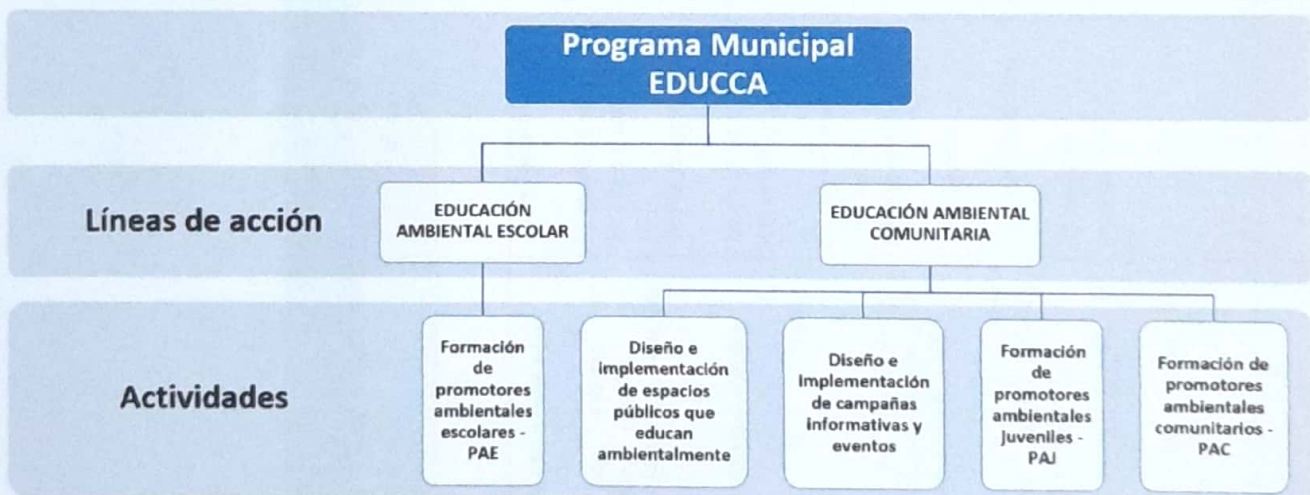 Programa Municipal
EDUCCA
Líneas de acción
EDUCACIÓN
AMBIENTAL ESCOLAR
EDUCACIÓN AMBIENTAL
COMUNITARIA
Actividades
Formación
de
promotores
ambientales
escolares -
PAE
Diseño e
implementación
de espacios
públicos que
educan
ambientalmente
Diseño e
Implementación
de campañas
informativas y
eventos
Formación
de
promotores
ambientales
Juveniles -
PAJ
Formación de
promotores
ambientales
comunitarios -
PAC